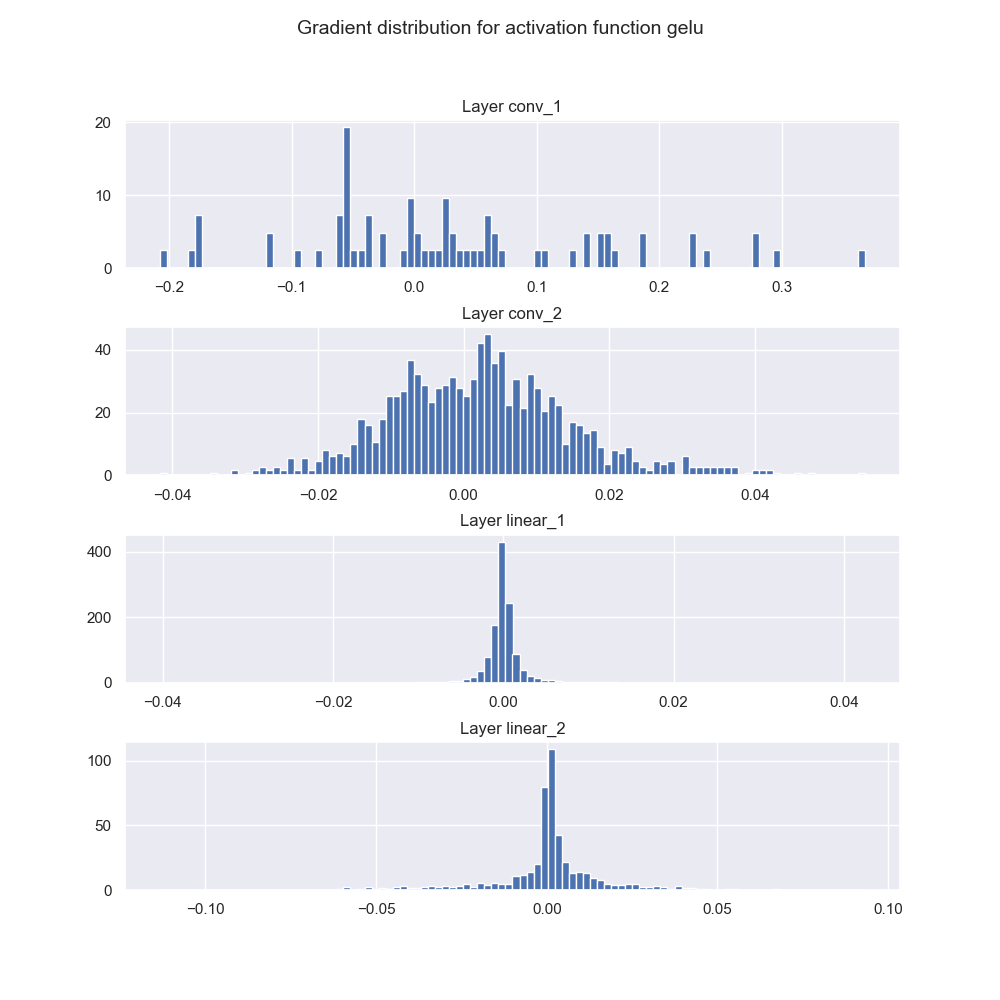 Gradient distribution for activation function gelu
Layer conv_1
20
10
0
−0.2 −0.1 0.0 0.1 0.2 0.3
Layer conv_2
40
20
0
−0.04 −0.02 0.00 0.02 0.04
Layer linear_1
400
200
0
−0.04 −0.02 0.00 0.02 0.04
Layer linear_2
100
50
0
−0.10 −0.05 0.00 0.05 0.10